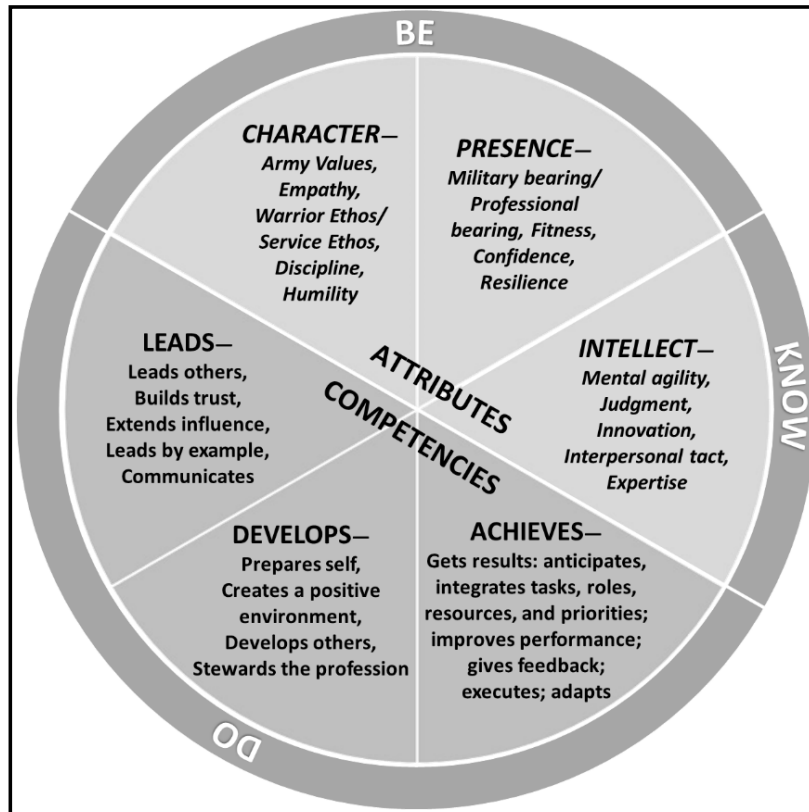 BE
CHARACTER—
Army Values,
Empathy,
Warrior Ethos/
Service Ethos,
Discipline,
Humility
PRESENCE—
Military bearing/
Professional
bearing, Fitness,
Confidence,
Resilience
KNOW
INTELLECT—
Mental agility,
Judgment,
Innovation,
Interpersonal tact,
Expertise
ATTRIBUTES
COMPETENCIES
LEADS—
Leads others,
Builds trust,
Extends influence,
Leads by example,
Communicates
DEVELOPS—
Prepares self,
Creates a positive
environment,
Develops others,
Stewards the profession
ACHIEVES—
Gets results: anticipates,
integrates tasks, roles,
resources, and priorities;
improves performance;
gives feedback;
executes; adapts
DO